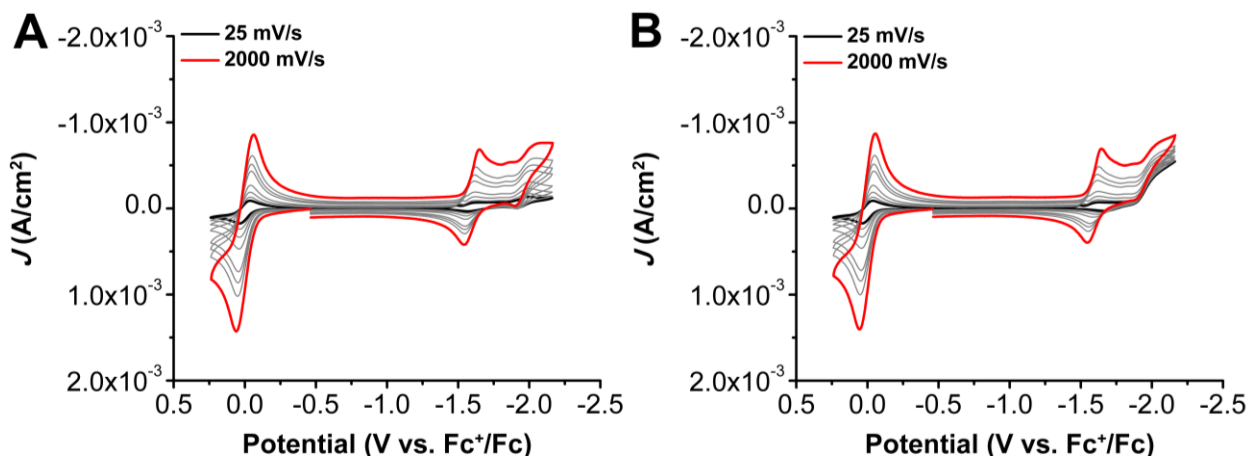 A
25 mV/s
2000 mV/s
-2.0x10⁻³
-1.0x10⁻³
0.0
1.0x10⁻³
2.0x10⁻³
J (A/cm²)
0.5 0.0 -0.5 -1.0 -1.5 -2.0 -2.5
Potential (V vs. Fc⁺/Fc)
B
25 mV/s
2000 mV/s
-2.0x10⁻³
-1.0x10⁻³
0.0
1.0x10⁻³
2.0x10⁻³
J (A/cm²)
0.5 0.0 -0.5 -1.0 -1.5 -2.0 -2.5
Potential (V vs. Fc⁺/Fc)